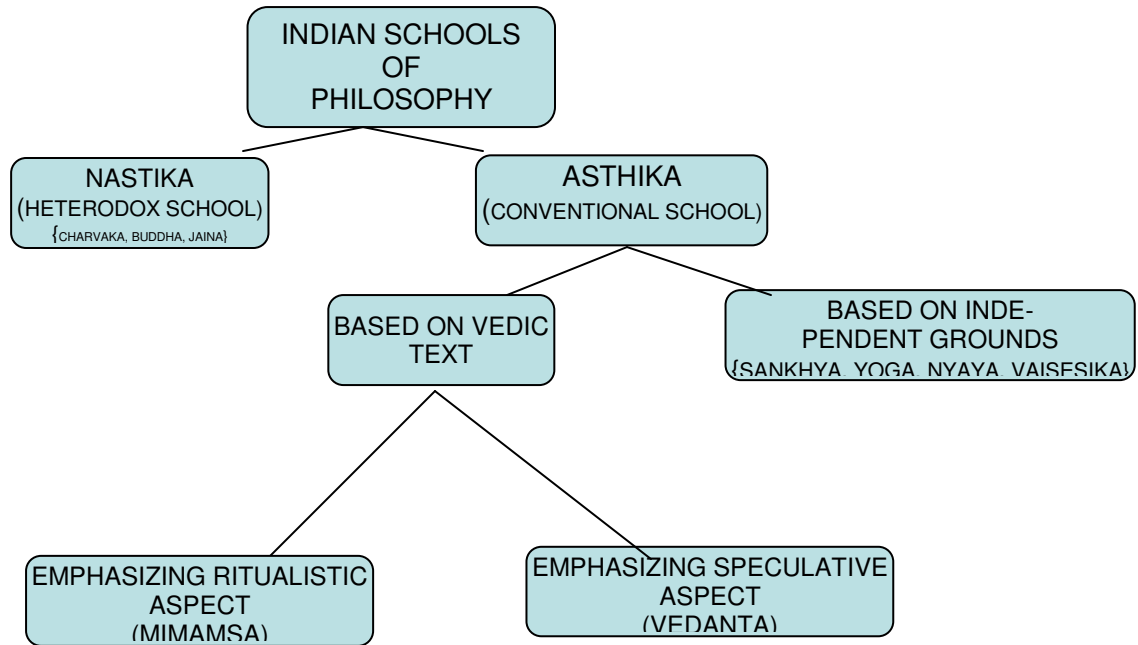 INDIAN SCHOOLS
OF
PHILOSOPHY
NASTIKA
(HETERODOX SCHOOL)
{CHARVAKA, BUDDHA, JAINA}
ASTHIKA
(CONVENTIONAL SCHOOL)
BASED ON VEDIC
TEXT
BASED ON INDE-
PENDENT GROUNDS
{SANKHYA, YOGA, NYAYA, VAISESIKA}
EMPHASIZING RITUALISTIC
ASPECT
(MIMAMSA)
EMPHASIZING SPECULATIVE
ASPECT
(VEDANTA)